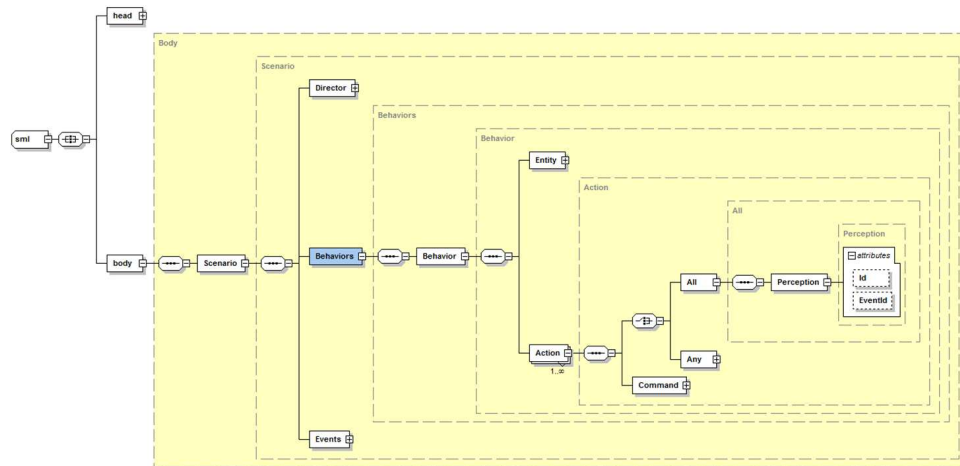 head
Body
Scenario
Director
Behaviors
Behavior
sml
Entity
Action
All
Perception
attributes
Id
EventId
body
Scenario
Behaviors
Behavior
All
Perception
Action
1..∞
Any
Command
Events